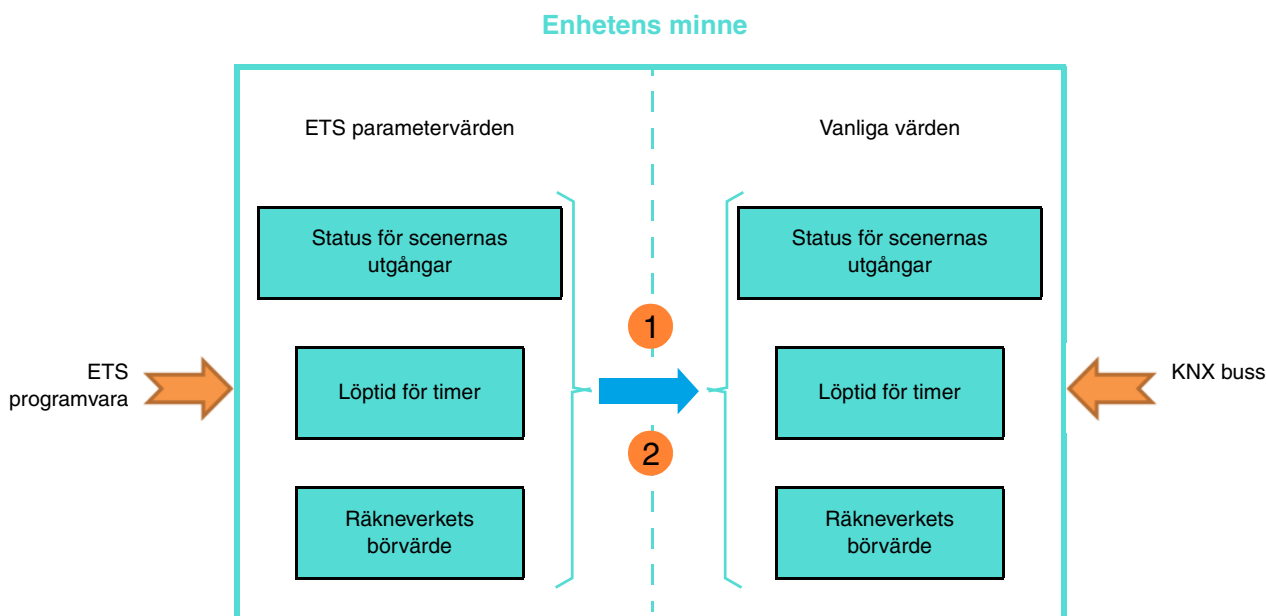 Enhetens minne
ETS parametervärden
Vanliga värden
Status för scenernas
utgångar
Status för scenernas
utgångar
1
ETS
programvara
Löptid för timer
Löptid för timer
KNX buss
2
Räkneverkets
börvärde
Räkneverkets
börvärde